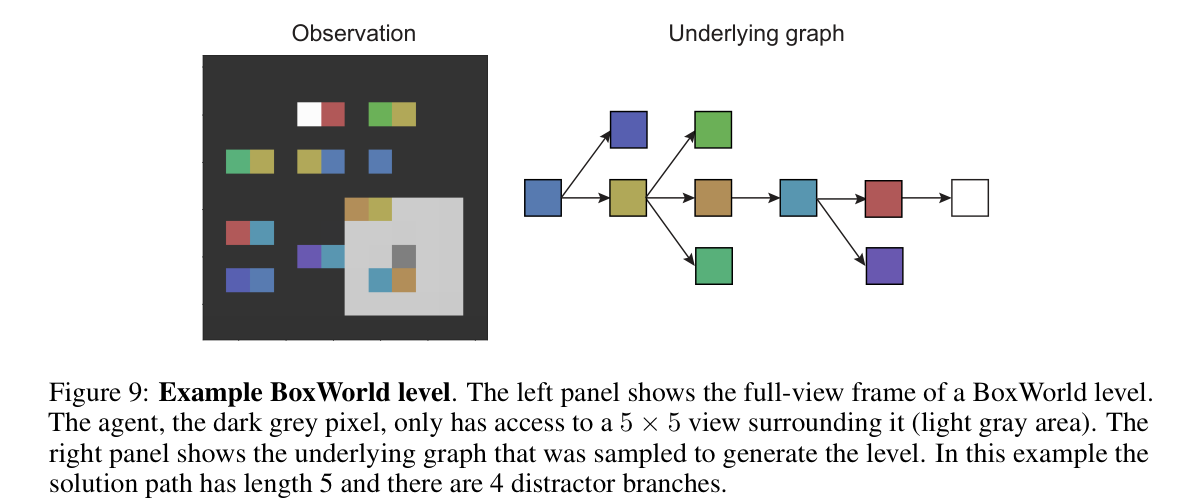 Observation
Underlying graph
Figure 9: Example BoxWorld level. The left panel shows the full-view frame of a BoxWorld level.
The agent, the dark grey pixel, only has access to a 5 × 5 view surrounding it (light gray area). The
right panel shows the underlying graph that was sampled to generate the level. In this example the
solution path has length 5 and there are 4 distractor branches.